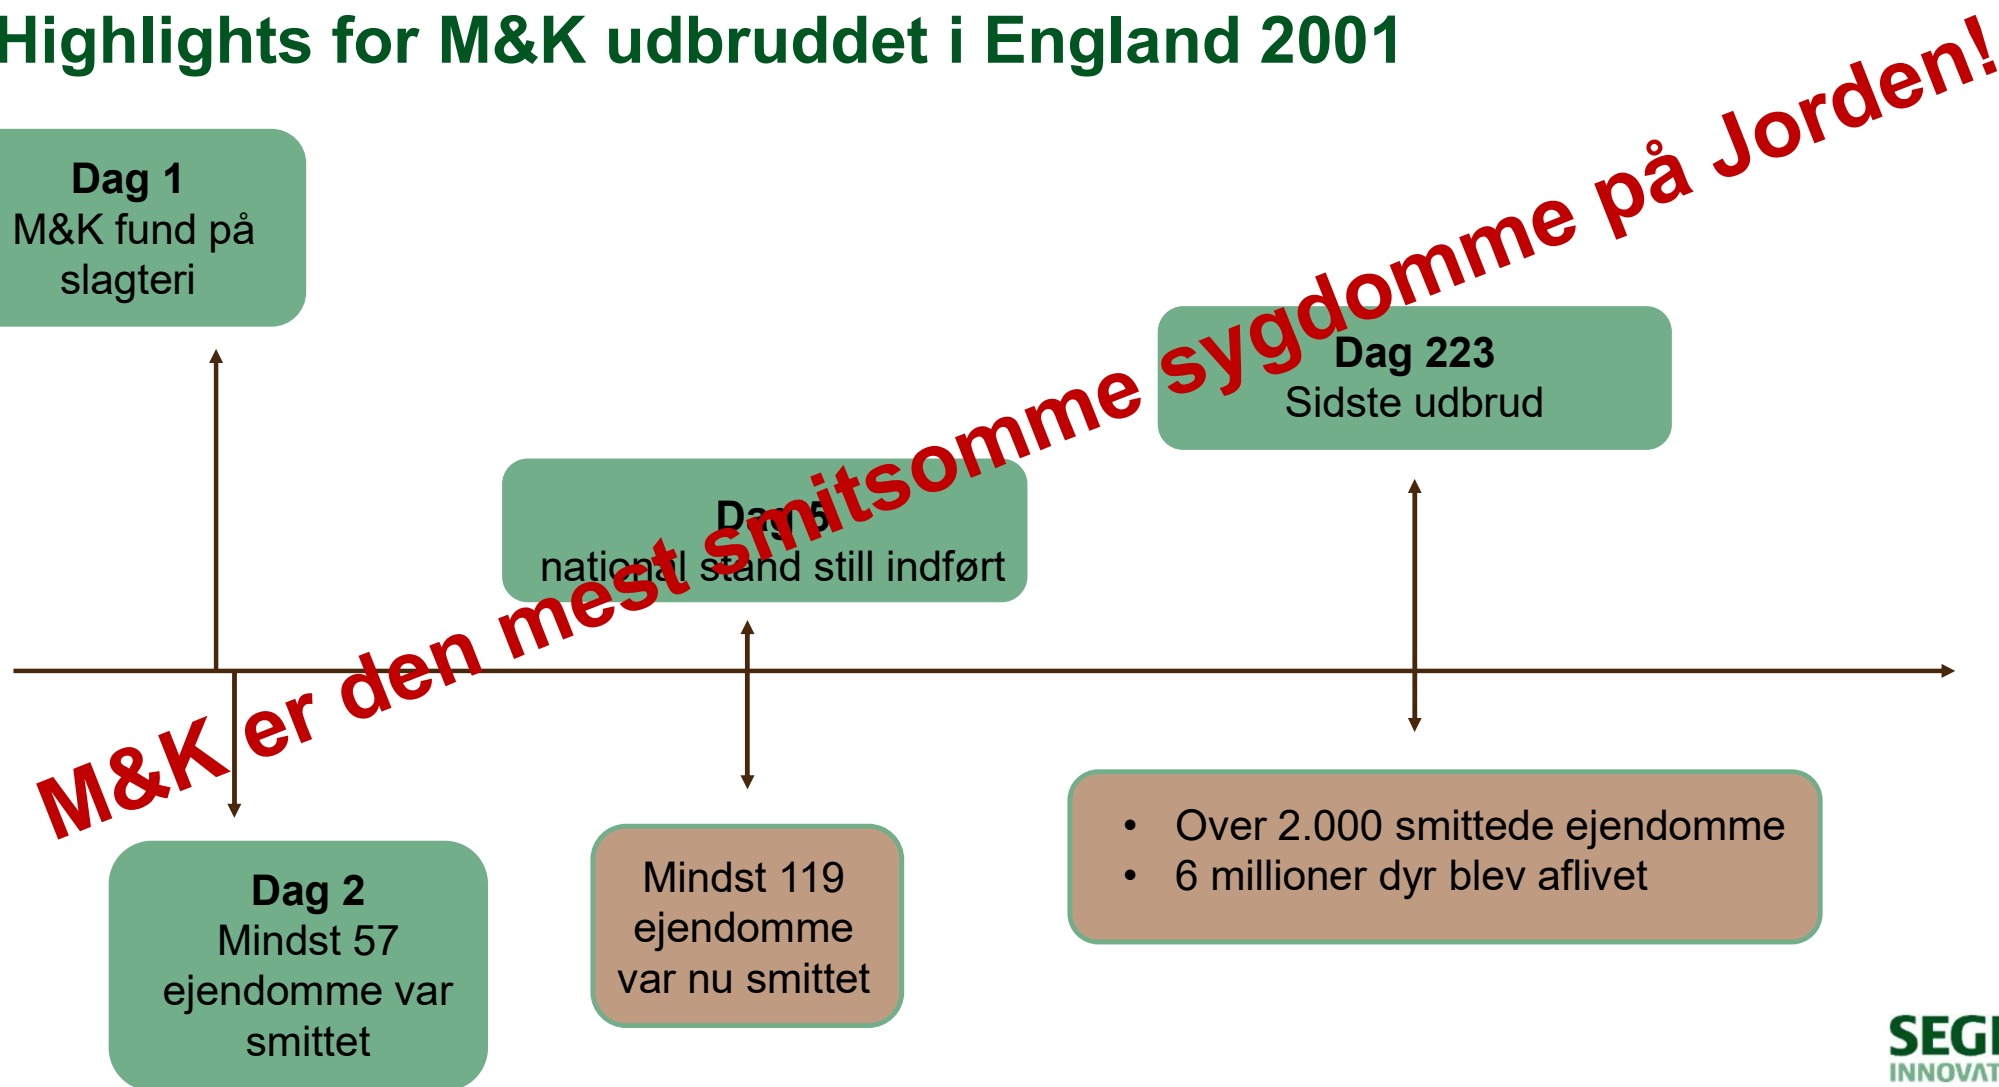 Highlights for M&K udbruddet i England 2001
M&K er den mest smitsomme sygdomme på Jorden!
Dag 1
M&K fund på
slagteri
Dag 2
Mindst 57
ejendomme var
smittet
Dag 5
national stand still indført
Mindst 119
ejendomme
var nu smittet
Dag 223
Sidste udbrud
• Over 2.000 smittede ejendomme
• 6 millioner dyr blev aflivet
SEGE
INNOVAT